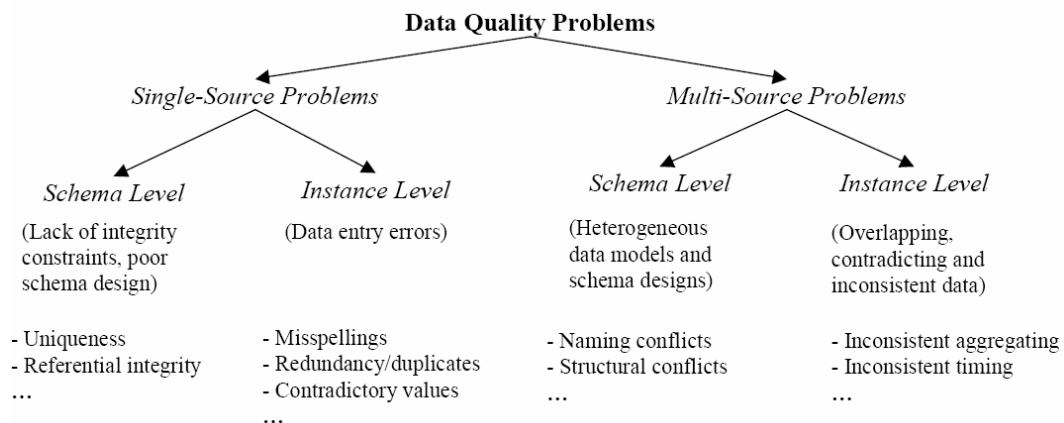 Data Quality Problems
Single-Source Problems
Multi-Source Problems
Schema Level
Instance Level
Schema Level
Instance Level
(Lack of integrity
constraints, poor
schema design)
(Data entry errors)
(Heterogeneous
data models and
schema designs)
(Overlapping,
contradicting and
inconsistent data)
- Uniqueness
- Referential integrity
…
- Misspellings
- Redundancy/duplicates
- Contradictory values
…
- Naming conflicts
- Structural conflicts
…
- Inconsistent aggregating
- Inconsistent timing
…